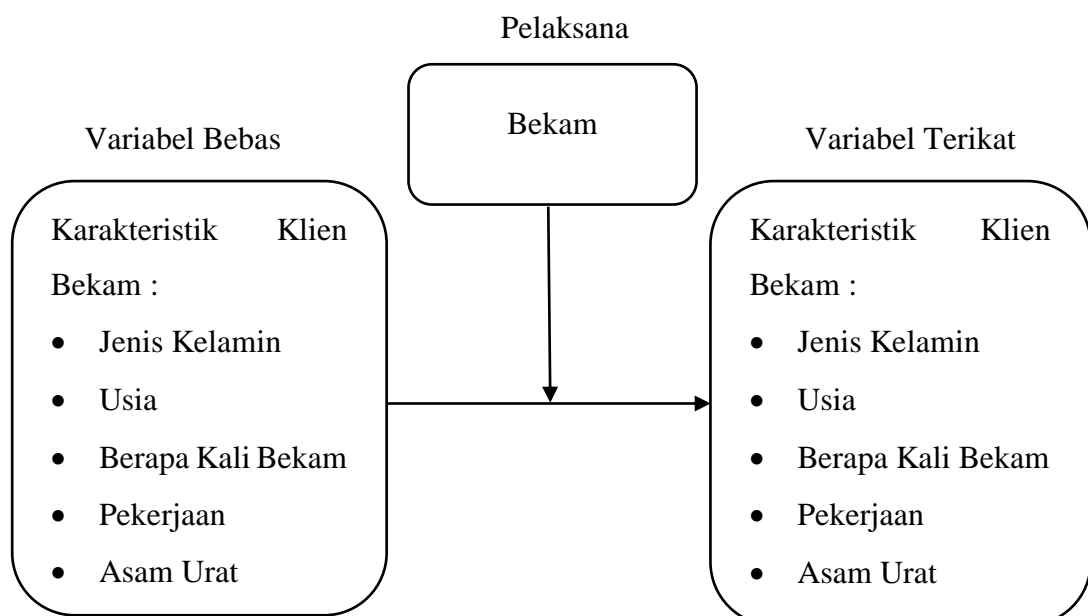 Pelaksana
Bekam
Variabel Bebas
Karakteristik Klien
Bekam :
• Jenis Kelamin
• Usia
• Berapa Kali Bekam
• Pekerjaan
• Asam Urat
Variabel Terikat
Karakteristik Klien
Bekam :
• Jenis Kelamin
• Usia
• Berapa Kali Bekam
• Pekerjaan
• Asam Urat